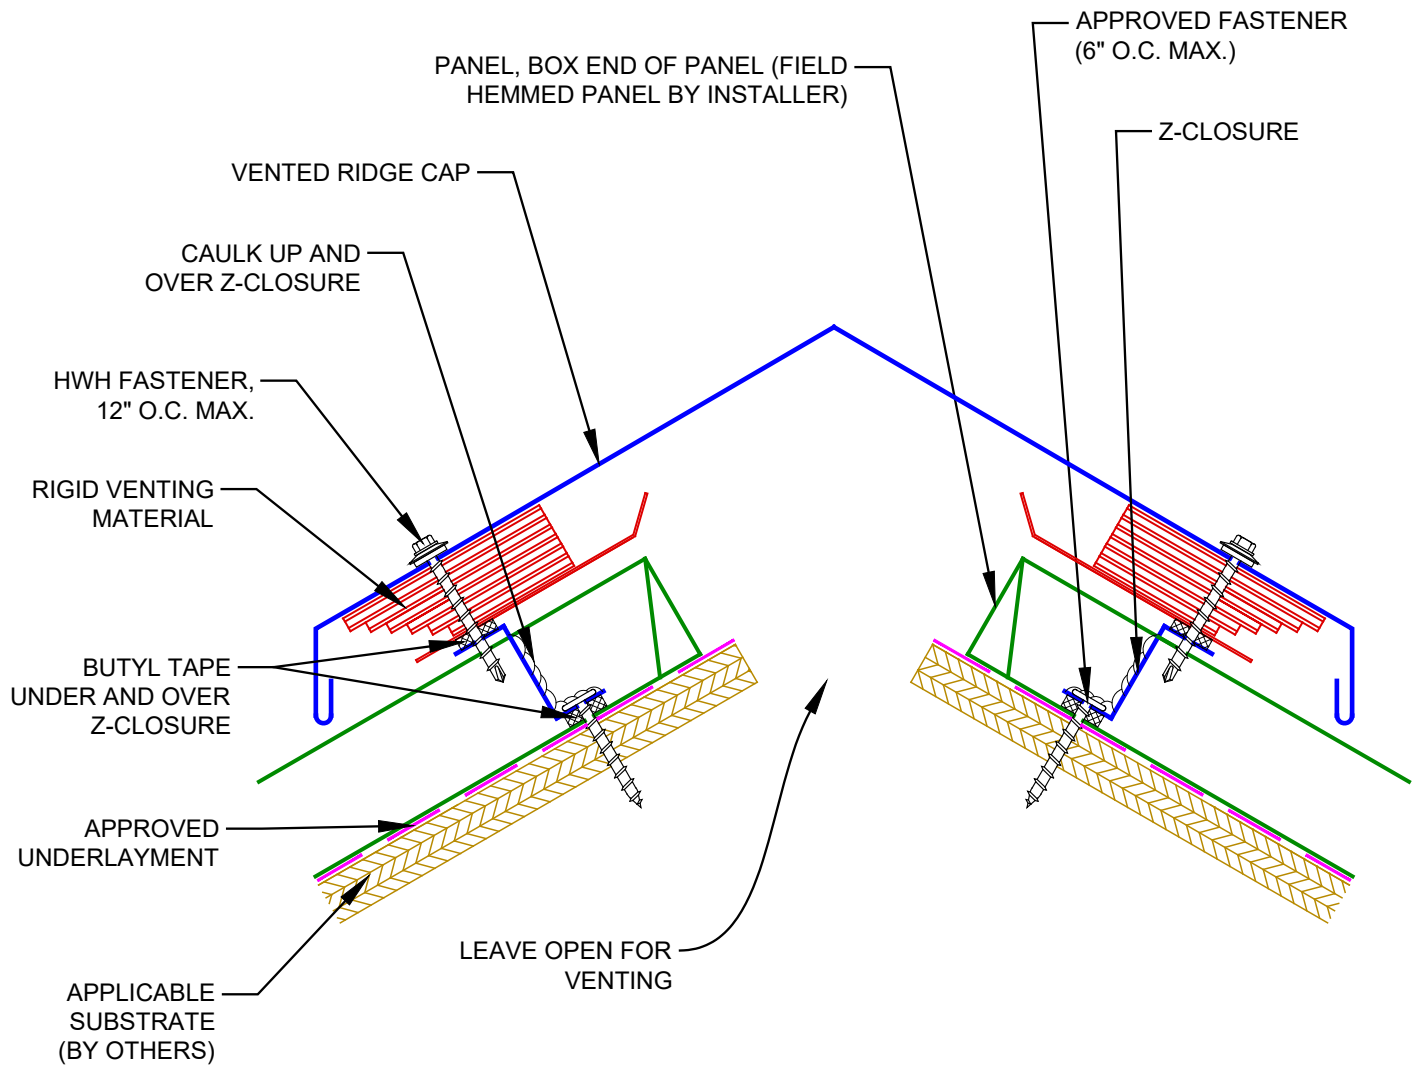 APPROVED FASTENER
(6" O.C. MAX.)
PANEL, BOX END OF PANEL (FIELD
HEMMED PANEL BY INSTALLER)
Z-CLOSURE
VENTED RIDGE CAP
CAULK UP AND
OVER Z-CLOSURE
HWH FASTENER,
12" O.C. MAX.
RIGID VENTING
MATERIAL
BUTYL TAPE
UNDER AND OVER
Z-CLOSURE
APPROVED
UNDERLAYMENT
LEAVE OPEN FOR
VENTING
APPLICABLE
SUBSTRATE
(BY OTHERS)